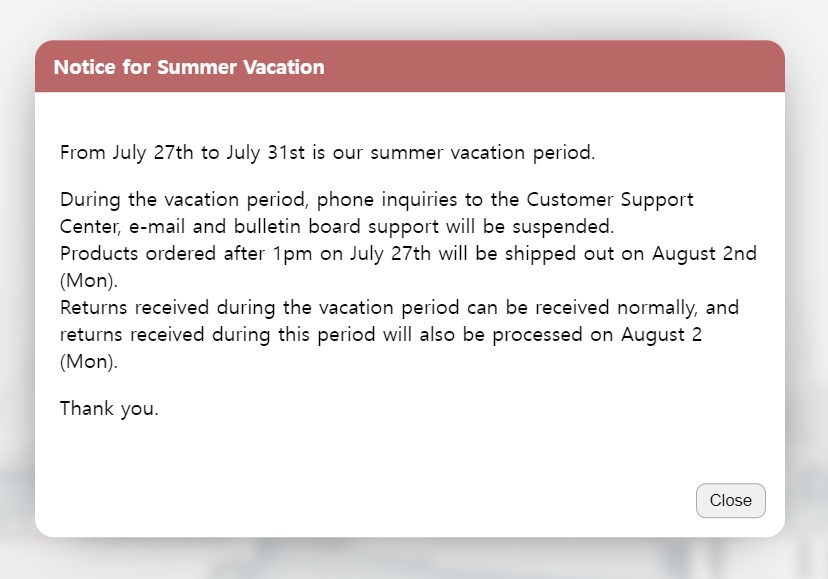 Notice for Summer Vacation
From July 27th to July 31st is our summer vacation period.
During the vacation period, phone inquiries to the Customer Support
Center, e-mail and bulletin board support will be suspended.
Products ordered after 1pm on July 27th will be shipped out on August 2nd
(Mon).
Returns received during the vacation period can be received normally, and
returns received during this period will also be processed on August 2
(Mon).
Thank you.
Close